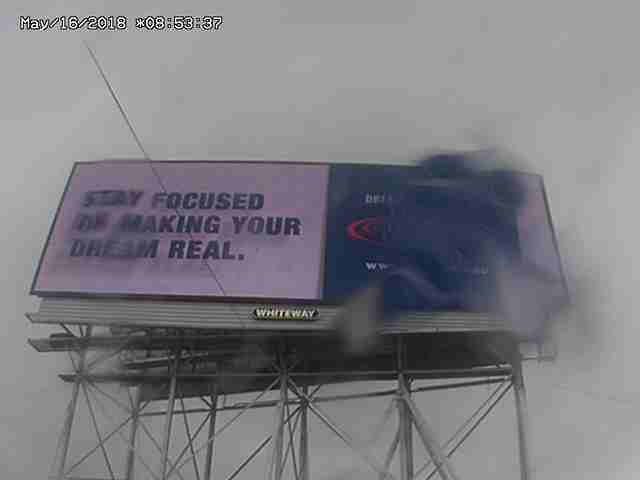 May/16/2018 *08:53:37
STAY FOCUSED
ON MAKING YOUR
DREAM REAL.
WHITEWAY